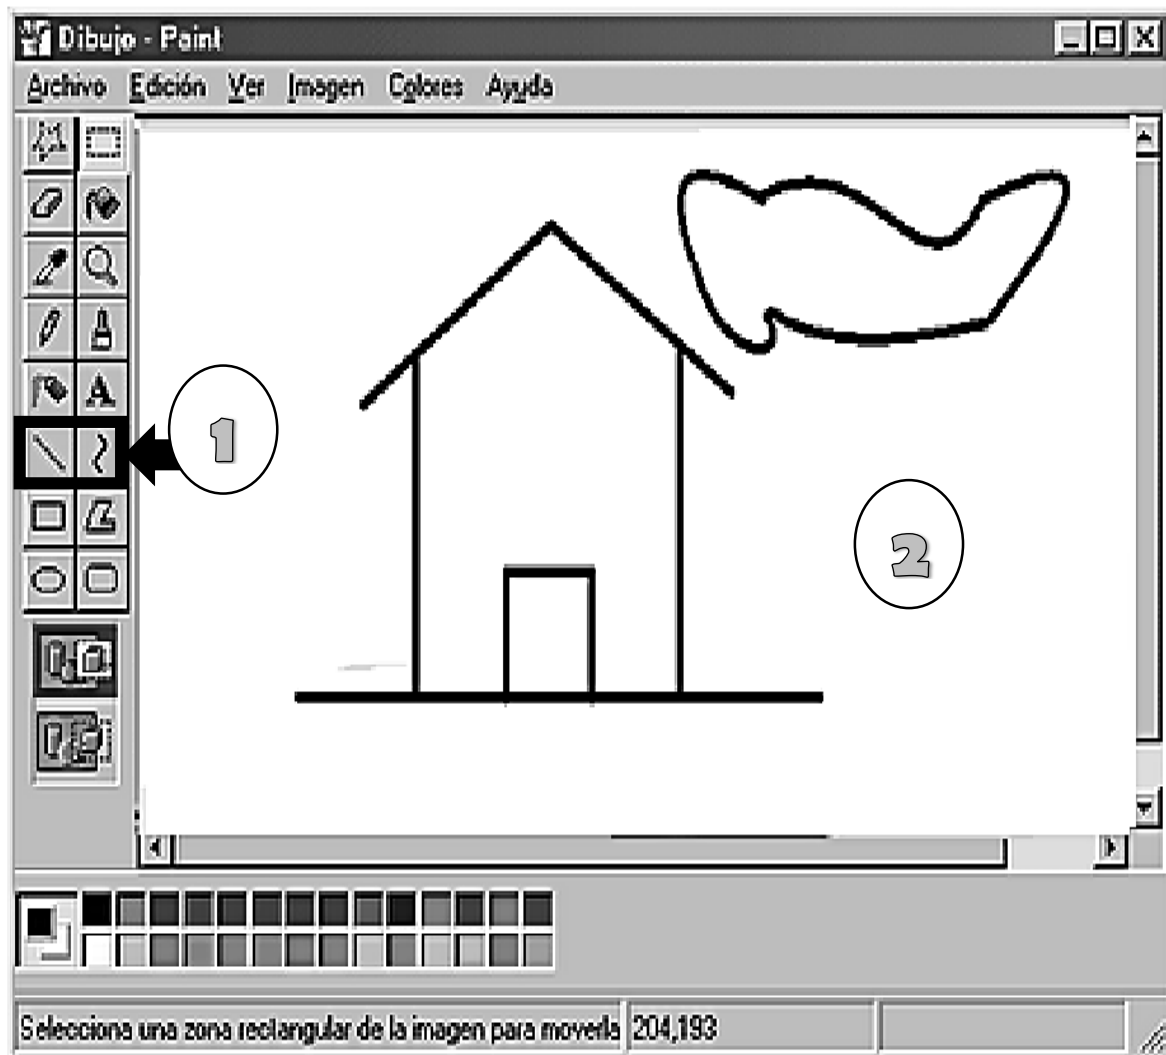 Dibujo - Paint
Archivo Edición Ver Imagen Colores Ayuda
A
1
2
Selecciona una zona rectangular de la imagen para moverla 204,193